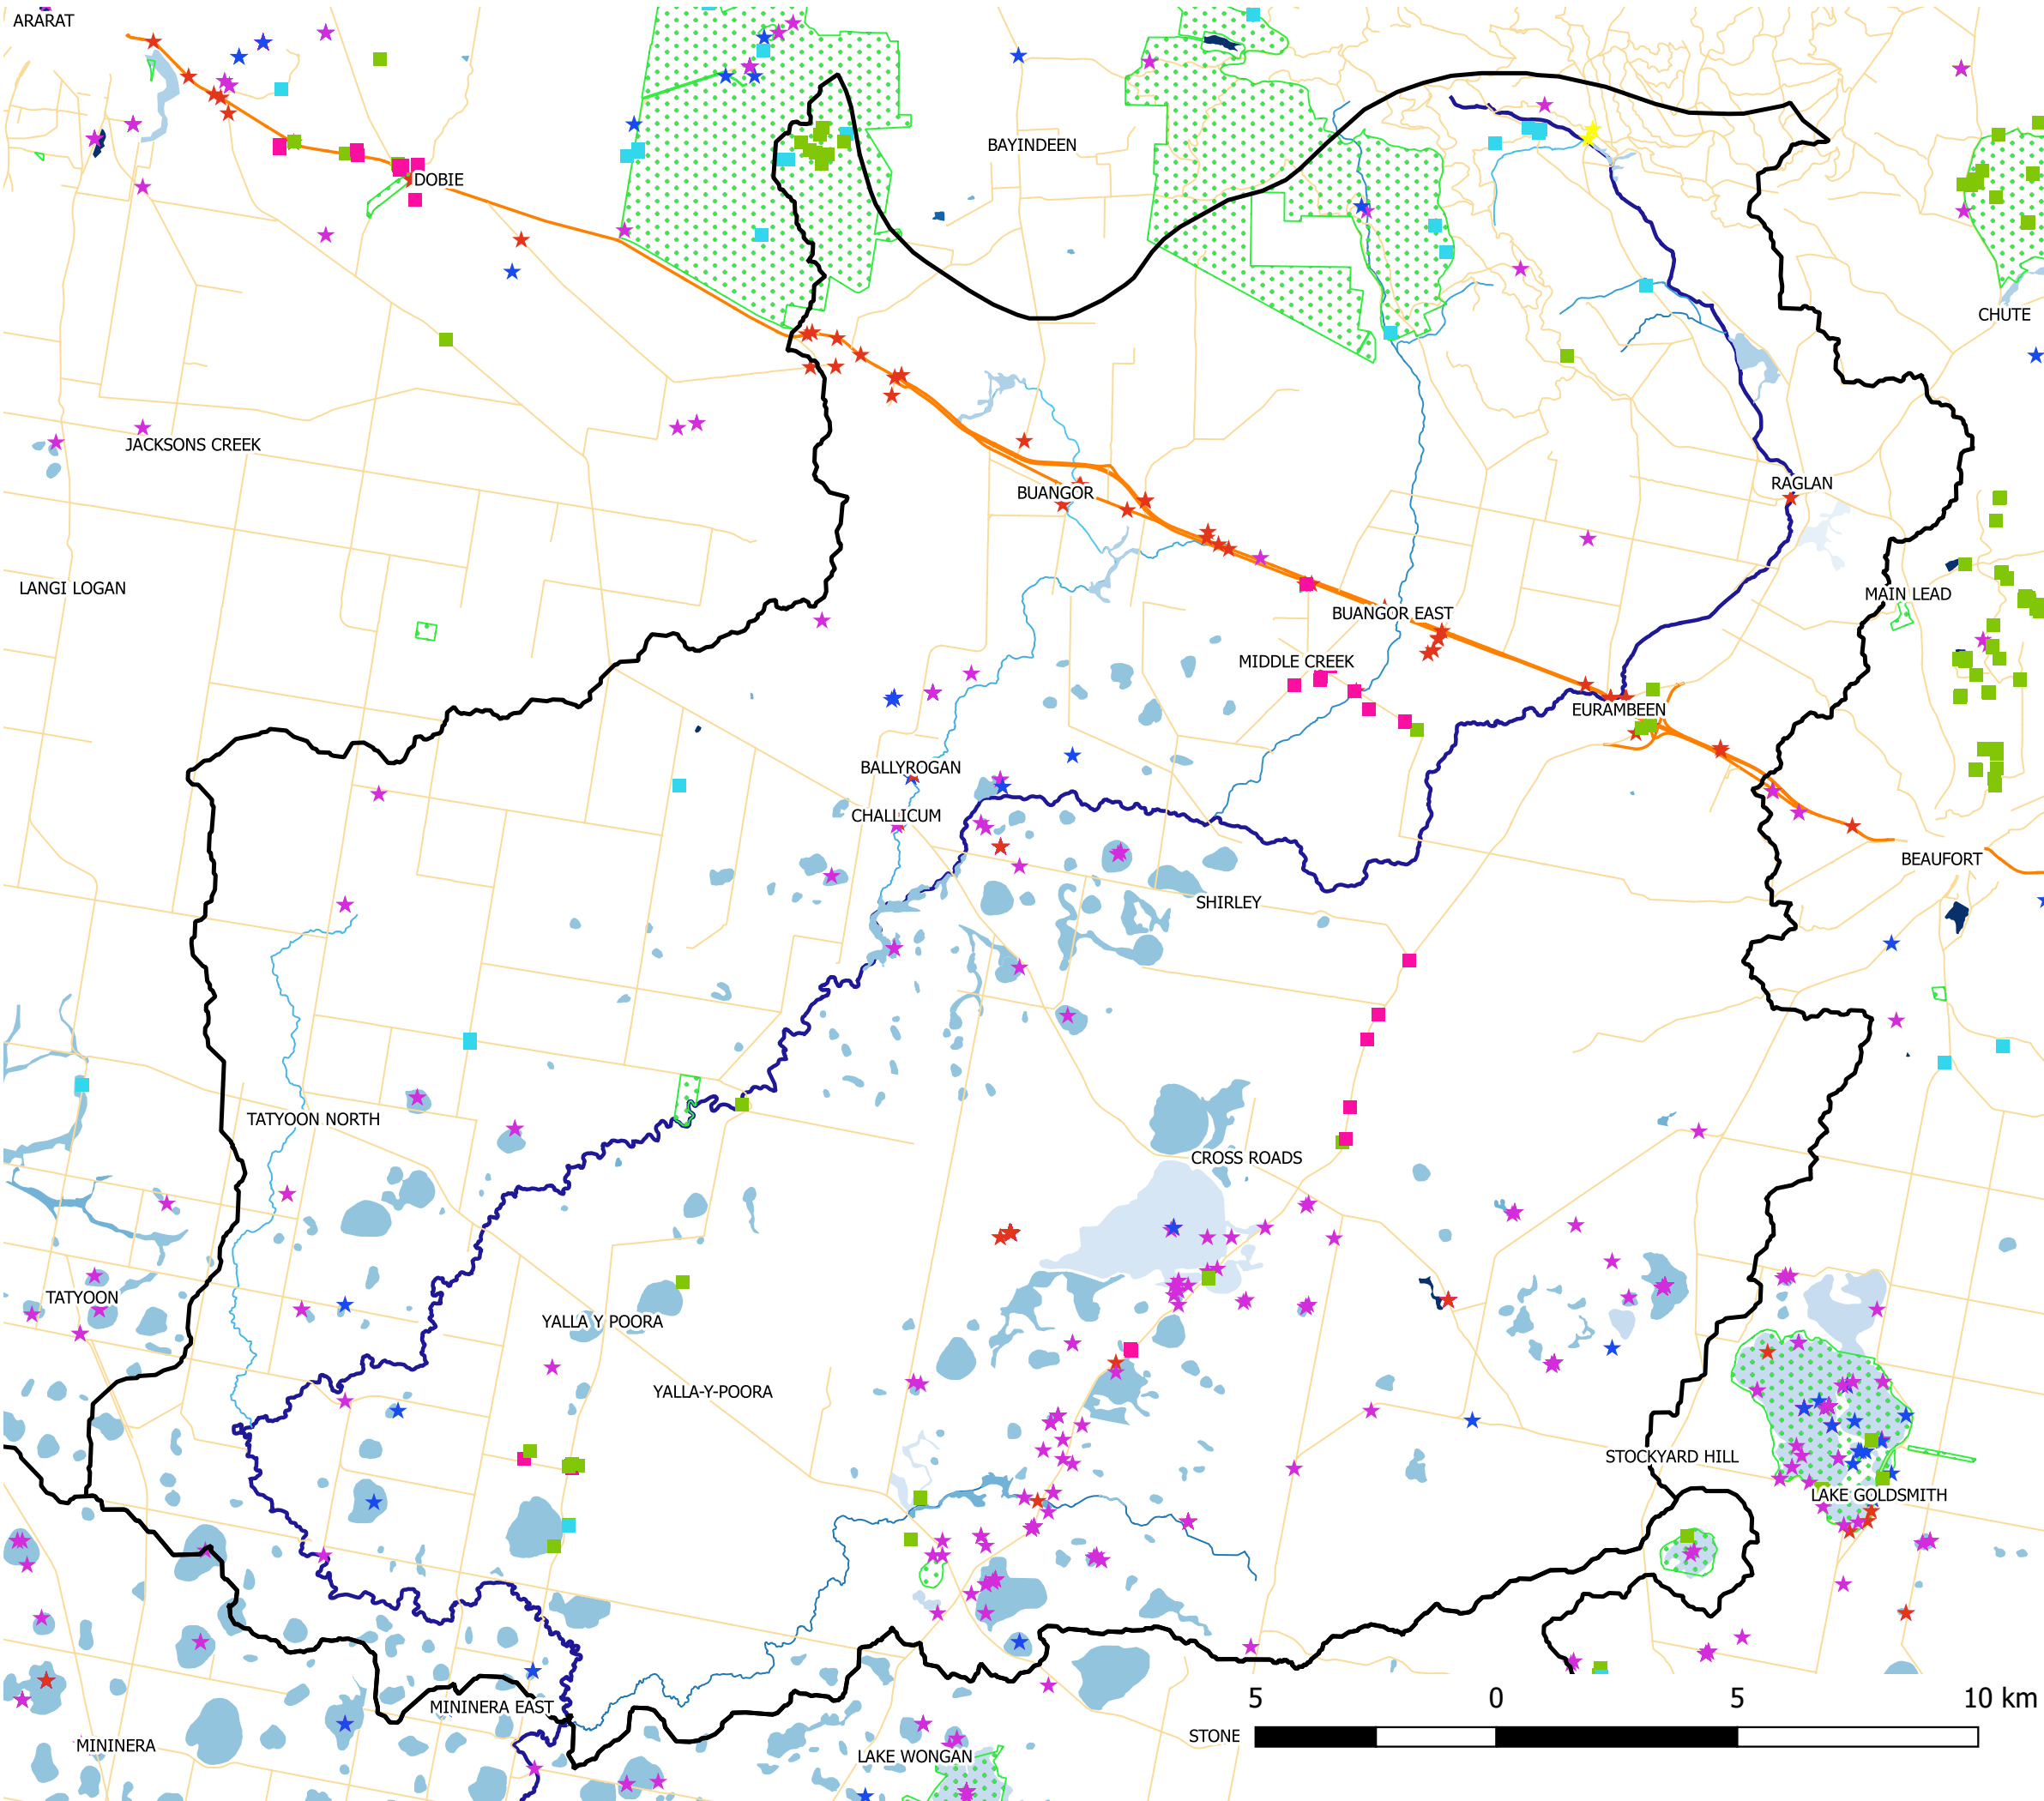 ARARAT
BAYINDEEN
DOBIE
CHUTE
JACKSONS CREEK
RAGLAN
BUANGOR
LANGI LOGAN
MAIN LEAD
BUANGOR EAST
MIDDLE CREEK
EURAMBEEN
BALLYROGAN
CHALLICUM
BEAUFORT
SHIRLEY
TATYOON NORTH
CROSS ROADS
TATYOON
YALLA Y POORA
YALLA-Y-POORA
STOCKYARD HILL
LAKE GOLDSMITH
MININERA EAST
5 0 5 10 km
STONE
MININERA
LAKE WONGAN